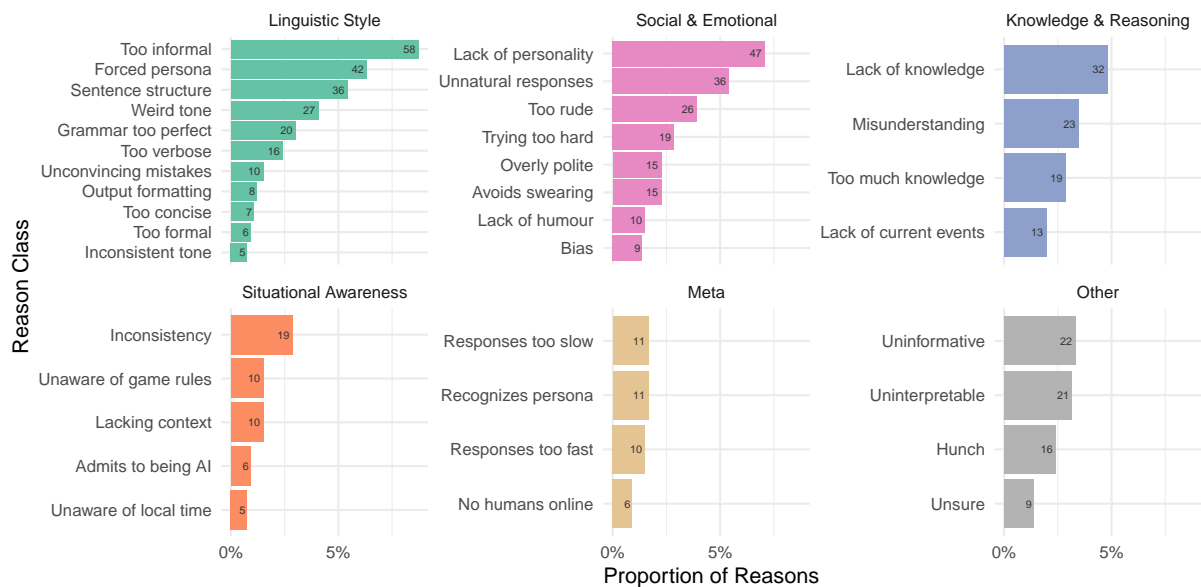 Linguistic Style
Too informal 58
Forced persona 42
Sentence structure 36
Weird tone 27
Grammar too perfect 20
Too verbose 16
Unconvincing mistakes 10
Output formatting 8
Too concise 7
Too formal 6
Inconsistent tone 5
Social & Emotional
Lack of personality 47
Unnatural responses 36
Too rude 26
Trying too hard 19
Overly polite 15
Avoids swearing 15
Lack of humour 10
Bias 9
Knowledge & Reasoning
Lack of knowledge 32
Misunderstanding 23
Too much knowledge 19
Lack of current events 13
Reason Class
Situational Awareness
Inconsistency 19
Unaware of game rules 10
Lacking context 10
Admits to being AI 6
Unaware of local time 5
0% 5%
Meta
Responses too slow 11
Recognizes persona 11
Responses too fast 10
No humans online 6
0% 5%
Other
Uninformative 22
Uninterpretable 21
Hunch 16
Unsure 9
0% 5%
Proportion of Reasons